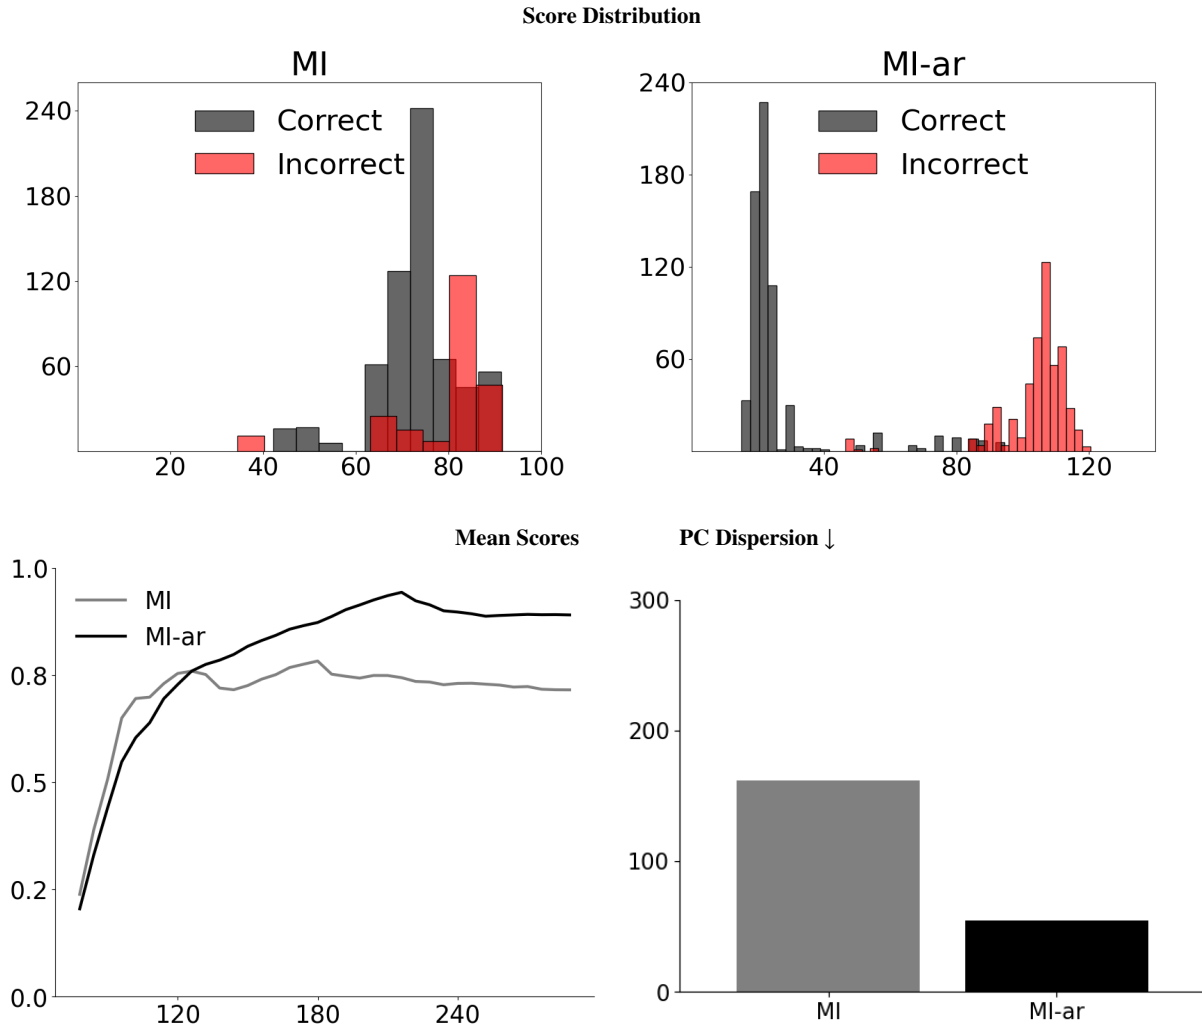 Score Distribution
MI
Correct
Incorrect
240
180
120
60
20 40 60 80 100
MI-ar
Correct
Incorrect
240
180
120
60
40 80 120
Mean Scores
MI
MI-ar
1.0
0.8
0.5
0.2
0.0
120 180 240
PC Dispersion ↓
300
200
100
0
MI MI-ar